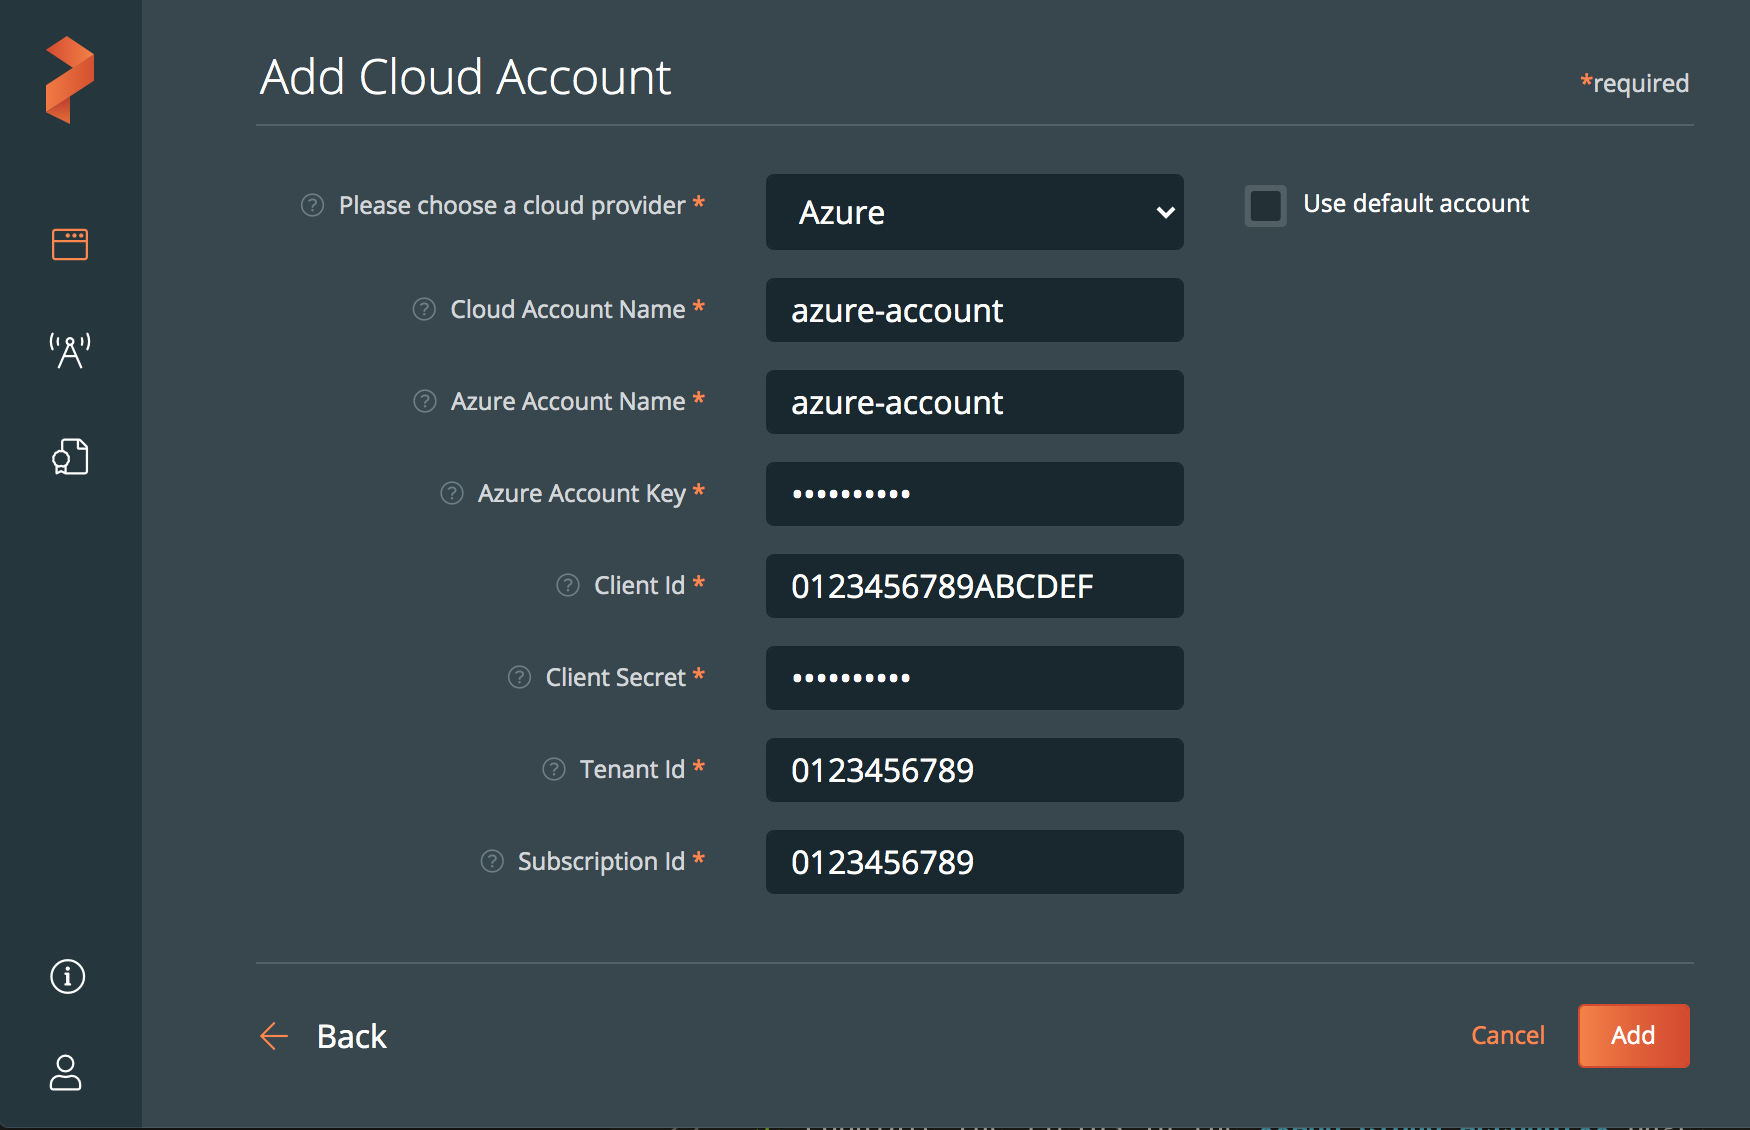 Add Cloud Account
*required
Please choose a cloud provider *
Azure
Use default account
Cloud Account Name *
azure-account
Azure Account Name *
azure-account
Azure Account Key *
••••••••••
Client Id *
0123456789ABCDEF
Client Secret *
••••••••••
Tenant Id *
0123456789
Subscription Id *
0123456789
Back
Cancel
Add